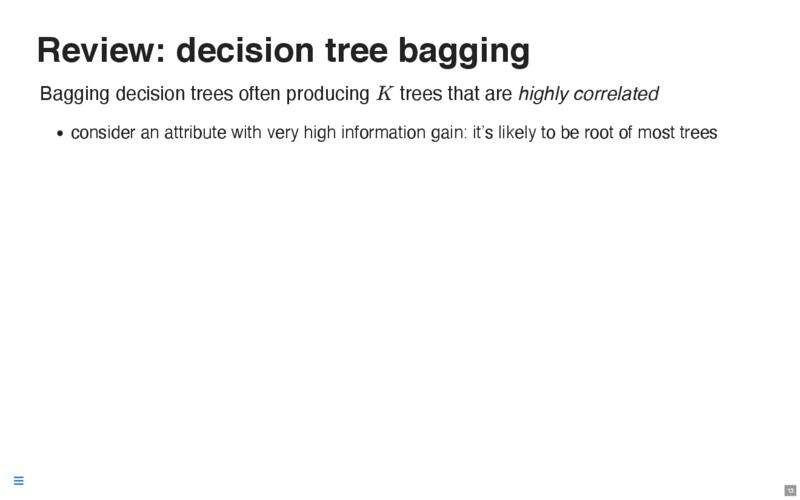 Review: decision tree bagging
Bagging decision trees often producing K trees that are highly correlated
• consider an attribute with very high information gain: it's likely to be root of most trees
13